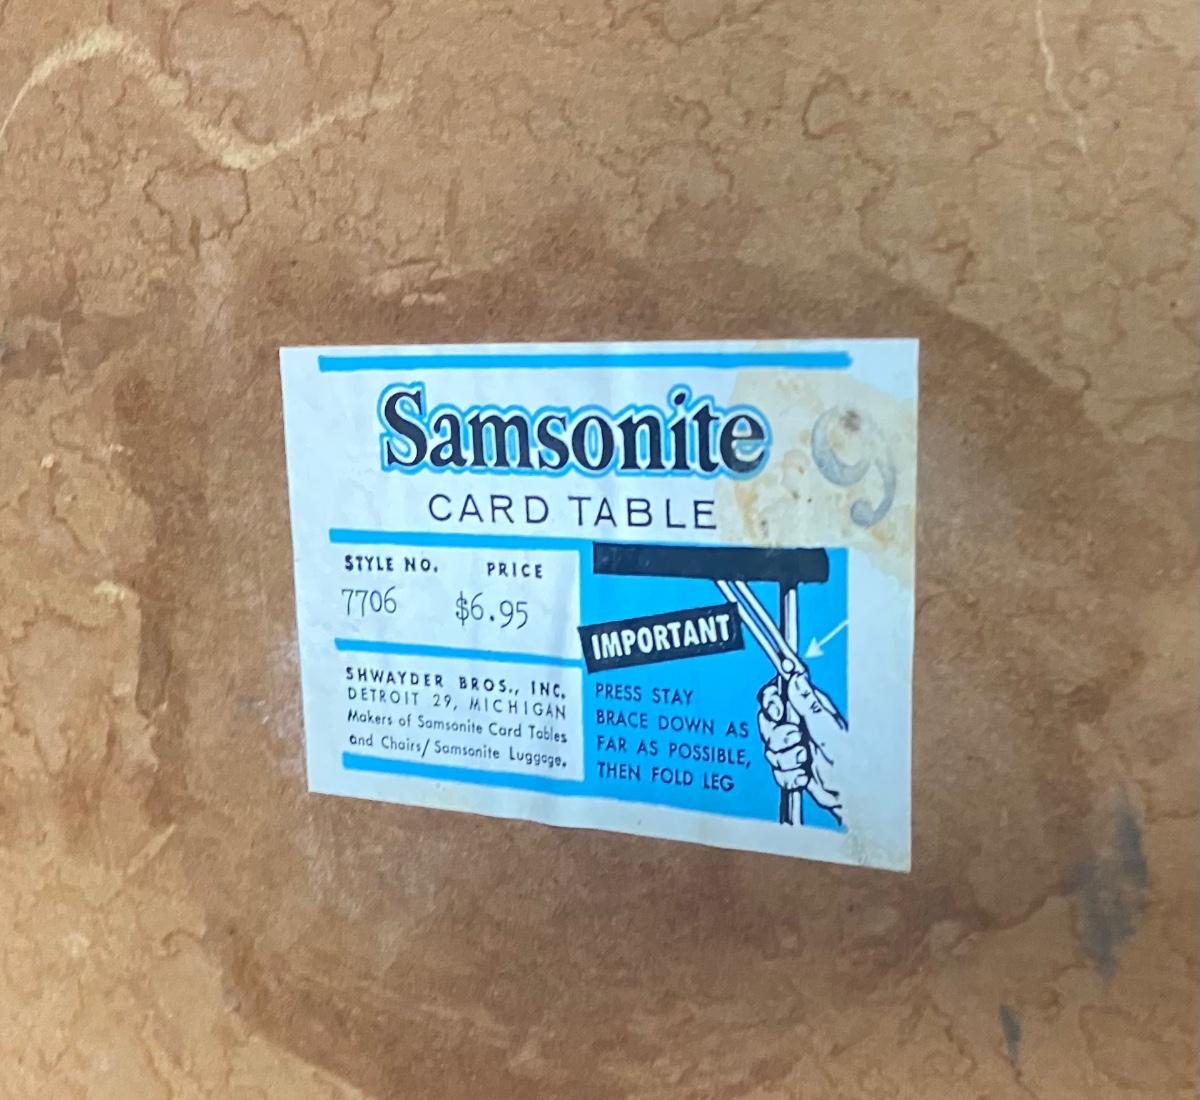 Samsonite
CARD TABLE
STYLE NO. PRICE
7706 $6.95
SHWAYDER BROS., INC.
DETROIT 29, MICHIGAN
Makers of Samsonite Card Tables
and Chairs/Samsonite Luggage.
IMPORTANT
PRESS STAY
BRACE DOWN AS
FAR AS POSSIBLE,
THEN FOLD LEG
9